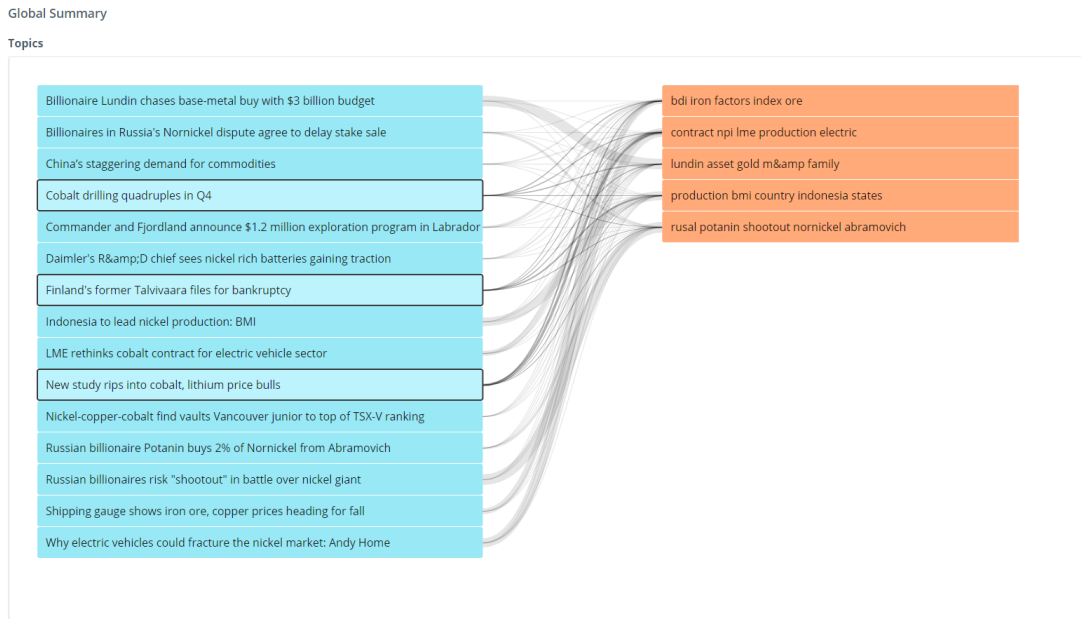 Global Summary
Topics
Billionaire Lundin chases base-metal buy with $3 billion budget
Billionaires in Russia's Nornickel dispute agree to delay stake sale
China's staggering demand for commodities
Cobalt drilling quadruples in Q4
Commander and Fjordland announce $1.2 million exploration program in Labrador
Daimler's R&amp;D chief sees nickel rich batteries gaining traction
Finland's former Talvivaara files for bankruptcy
Indonesia to lead nickel production: BMI
LME rethinks cobalt contract for electric vehicle sector
New study rips into cobalt, lithium price bulls
Nickel-copper-cobalt find vaults Vancouver junior to top of TSX-V ranking
Russian billionaire Potanin buys 2% of Nornickel from Abramovich
Russian billionaires risk "shootout" in battle over nickel giant
Shipping gauge shows iron ore, copper prices heading for fall
Why electric vehicles could fracture the nickel market: Andy Home
bdi iron factors index ore
contract npi lme production electric
lundin asset gold m&amp family
production bmi country indonesia states
rusal potanin shootout nornickel abramovich